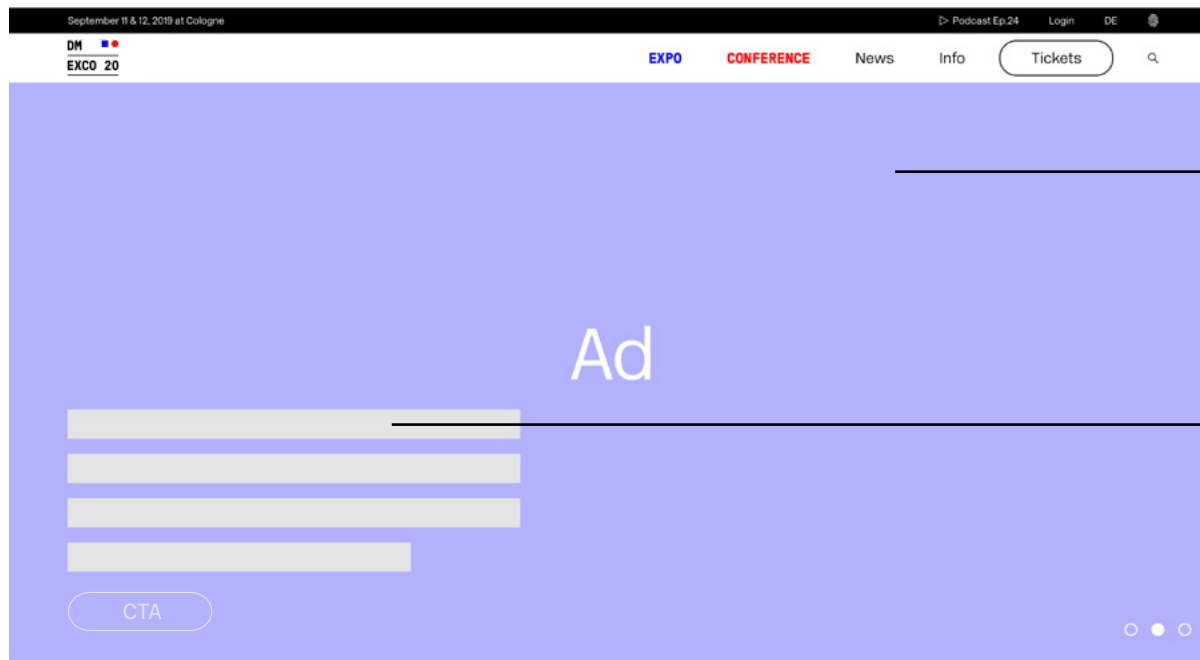 September 11 & 12, 2019 at Cologne
Podcast Ep.24 Login DE
DM
EXCO 20
EXPO CONFERENCE News Info Tickets
Ad
CTA